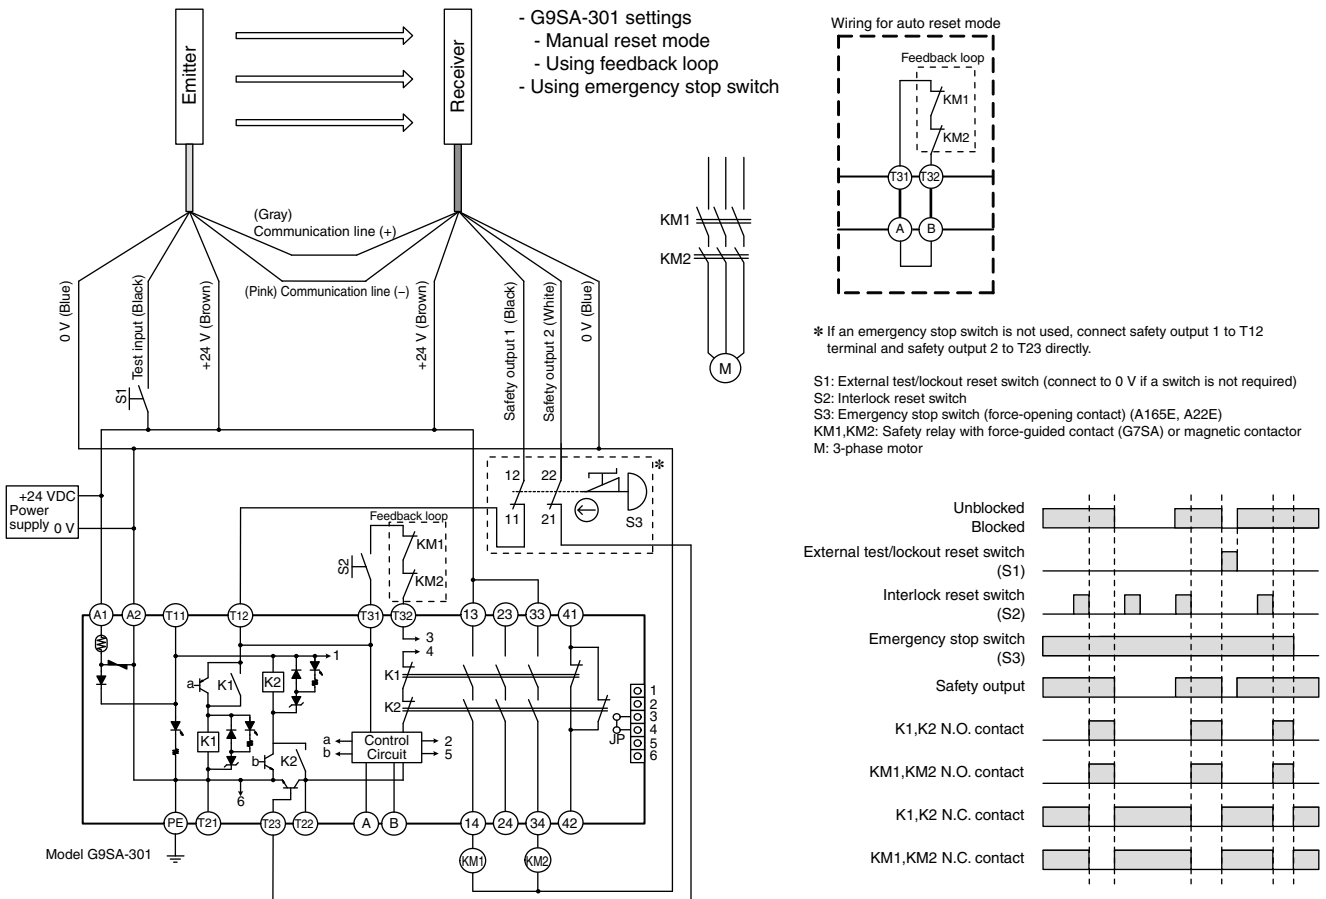 - G9SA-301 settings
- Manual reset mode
- Using feedback loop
- Using emergency stop switch
Emitter
Receiver
(Gray)
Communication line (+)
(Pink) Communication line (−)
0 V (Blue)
Test input (Black)
+24 V (Brown)
+24 V (Brown)
Safety output 1 (Black)
Safety output 2 (White)
0 V (Blue)
S1
KM1
KM2
M
Wiring for auto reset mode
Feedback loop
KM1
KM2
T31
T32
A
B
✻ If an emergency stop switch is not used, connect safety output 1 to T12
terminal and safety output 2 to T23 directly.
S1: External test/lockout reset switch (connect to 0 V if a switch is not required)
S2: Interlock reset switch
S3: Emergency stop switch (force-opening contact) (A165E, A22E)
KM1,KM2: Safety relay with force-guided contact (G7SA) or magnetic contactor
M: 3-phase motor
+24 VDC
Power
supply 0 V
12
22
11
21
S3
✻
Feedback loop
KM1
KM2
S2
A1
A2
T11
T12
T31
T32
13
23
33
41
3
4
1
a
K1
K2
K1
K2
K1
b
K2
a
b
Control
Circuit
2
5
6
JP
1
2
3
4
5
6
PE
T21
T23
T22
A
B
14
24
34
42
KM1
KM2
Model G9SA-301
Unblocked
Blocked
External test/lockout reset switch
(S1)
Interlock reset switch
(S2)
Emergency stop switch
(S3)
Safety output
K1,K2 N.O. contact
KM1,KM2 N.O. contact
K1,K2 N.C. contact
KM1,KM2 N.C. contact